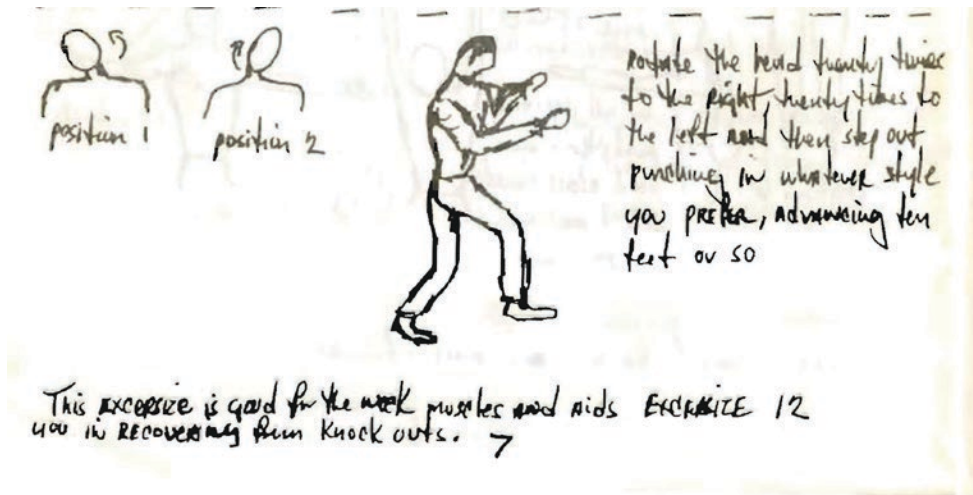 position 1
position 2
rotate the head twenty times
to the Right, twenty times to
the left and then step out
punching in whatever style
you PREFER, ADVANCING ten
feet or so
This EXCERSIZE is good for the neck muscles and Aids
you in RECOVERING from Knock outs.
EXCERSIZE 12
7